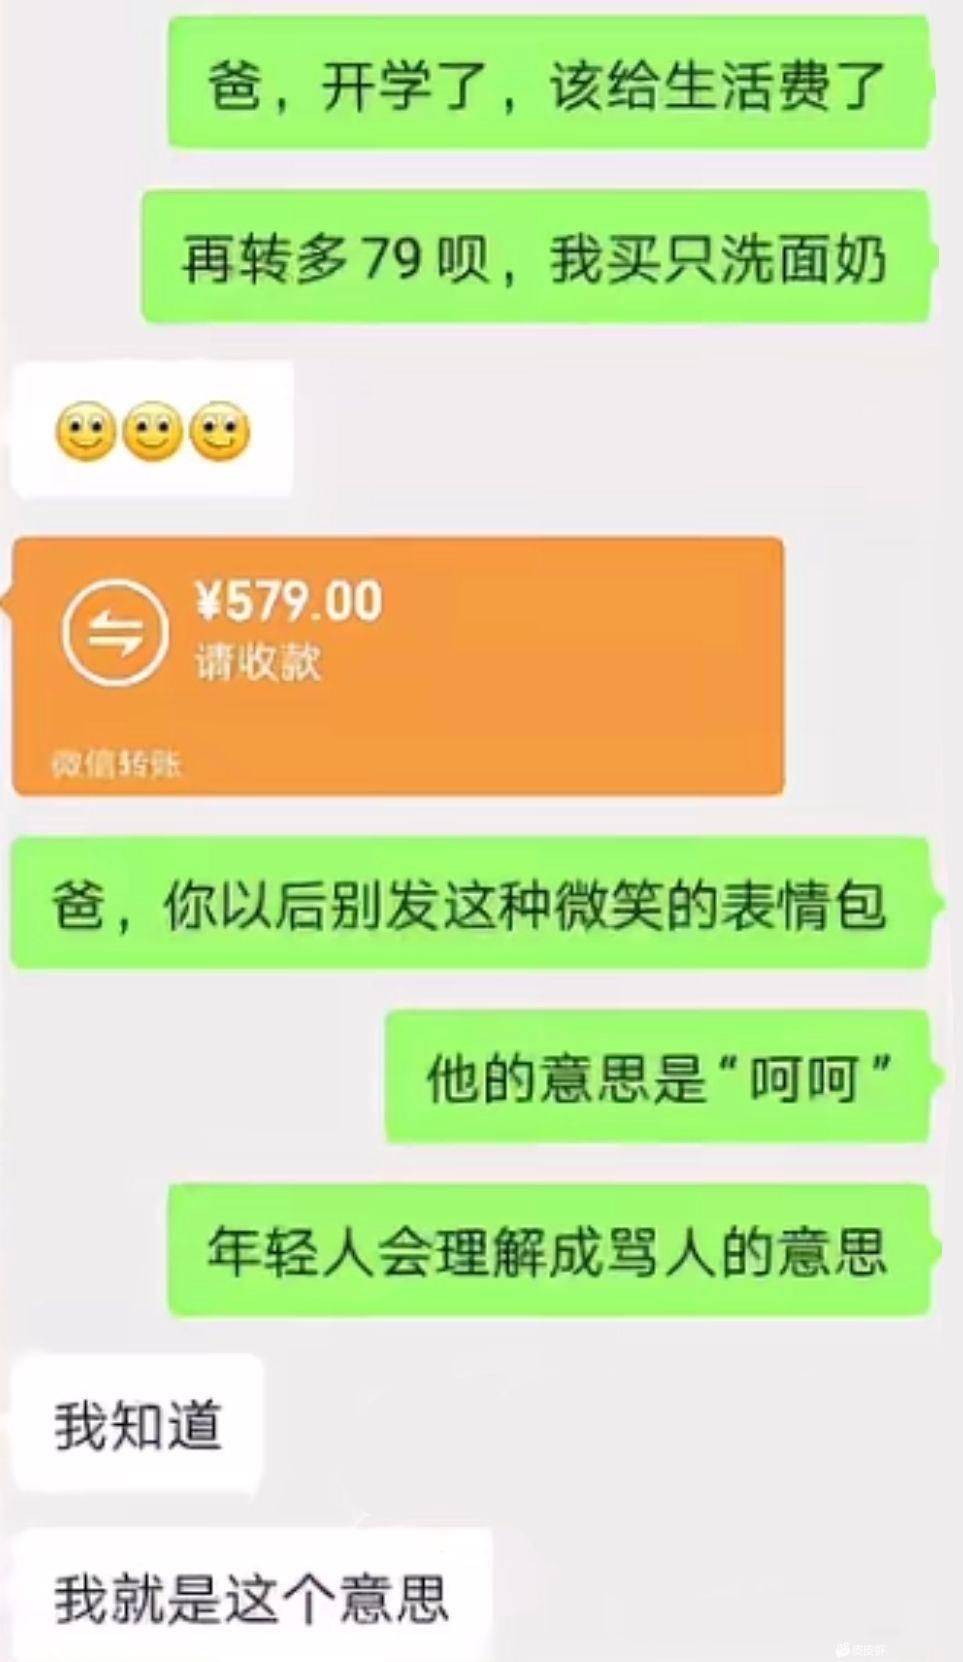 爸，开学了，该给生活费了
再转多79呗，我买只洗面奶
¥579.00
请收款
微信转账
爸，你以后别发这种微笑的表情包
他的意思是“呵呵”
年轻人会理解成骂人的意思
我知道
我就是这个意思
皮皮虾